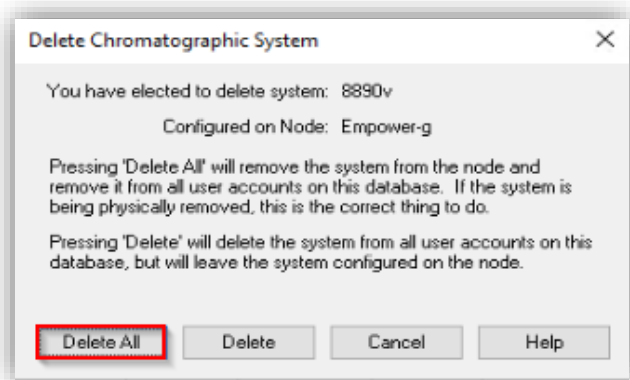 Delete Chromatographic System
You have elected to delete system: 8890v
Configured on Node: Empower-g
Pressing 'Delete All' will remove the system from the node and
remove it from all user accounts on this database. If the system is
being physically removed, this is the correct thing to do.
Pressing 'Delete' will delete the system from all user accounts on this
database, but will leave the system configured on the node.
Delete All
Delete
Cancel
Help